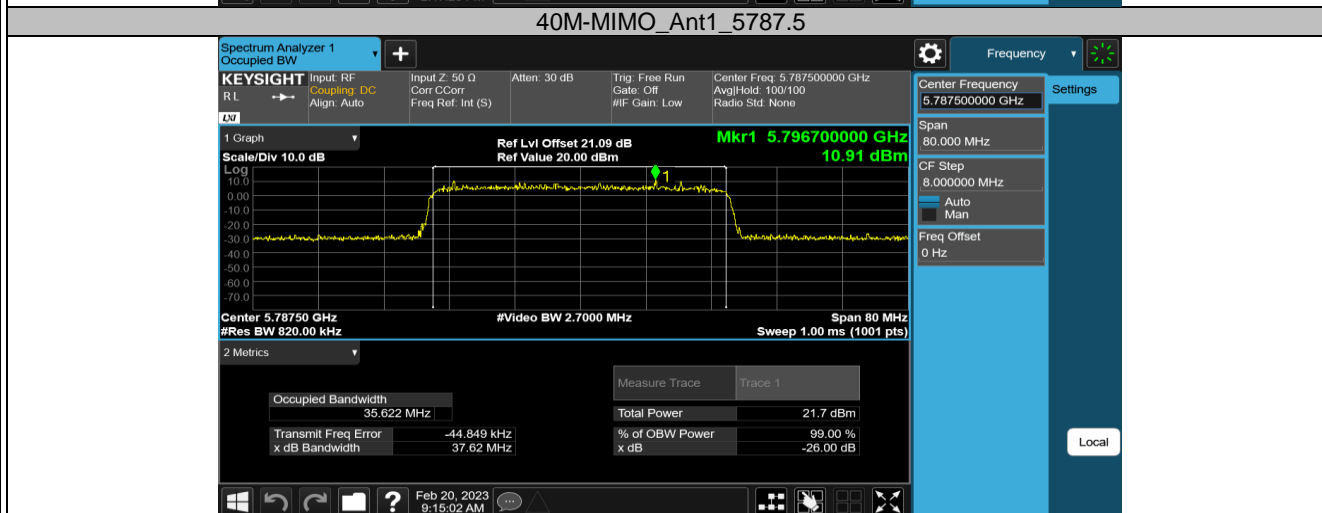 40M-MIMO_Ant1_5787.5
Spectrum Analyzer 1
Occupied BW
Frequency
KEYSIGHT
RL
LXI
Input: RF
Coupling: DC
Align: Auto
Input Z: 50 Ω
Corr CCorr
Freq Ref: Int (S)
Atten: 30 dB
Trig: Free Run
Gate: Off
#IF Gain: Low
Center Freq: 5.787500000 GHz
Avg|Hold: 100/100
Radio Std: None
Center Frequency
5.787500000 GHz
Settings
Span
80.000 MHz
CF Step
8.000000 MHz
Auto
Man
Freq Offset
0 Hz
Local
1 Graph
Ref Lvl Offset 21.09 dB
Mkr1 5.796700000 GHz
Scale/Div 10.0 dB
Ref Value 20.00 dBm
10.91 dBm
Log
10.0
0.00
-10.0
-20.0
-30.0
-40.0
-50.0
-60.0
-70.0
1
Center 5.78750 GHz
#Video BW 2.7000 MHz
Span 80 MHz
#Res BW 820.00 kHz
Sweep 1.00 ms (1001 pts)
2 Metrics
Measure Trace
Trace 1
Occupied Bandwidth
35.622 MHz
Total Power
21.7 dBm
Transmit Freq Error
-44.849 kHz
% of OBW Power
99.00 %
x dB Bandwidth
37.62 MHz
x dB
-26.00 dB
?
Feb 20, 2023
9:15:02 AM